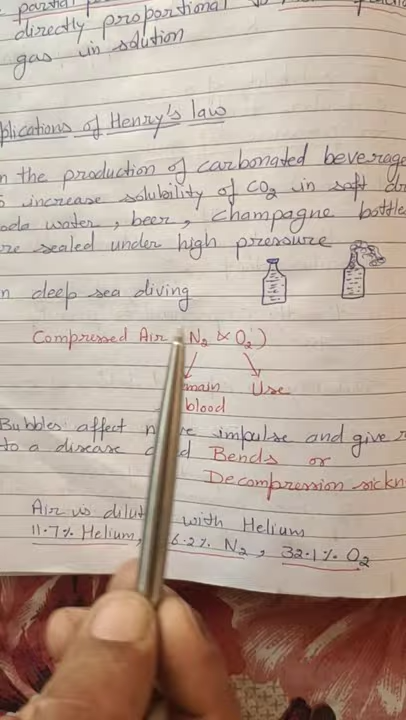 partial
directly proportional to
gas in solution
plications of Henry's law
n the production of carbonated beverage
increase solubility of CO2 in soft dr
oda water, beer, champagne bottle
re sealed under high pressure
n deep sea diving
Compressed Air (N2 & O2)
main Use
blood
Bubbles affect impulse and give r
to a disease Bends or
Decompression sickn
Air is dilut with Helium
11.7% Helium, 6.2% N2, 32.1% O2